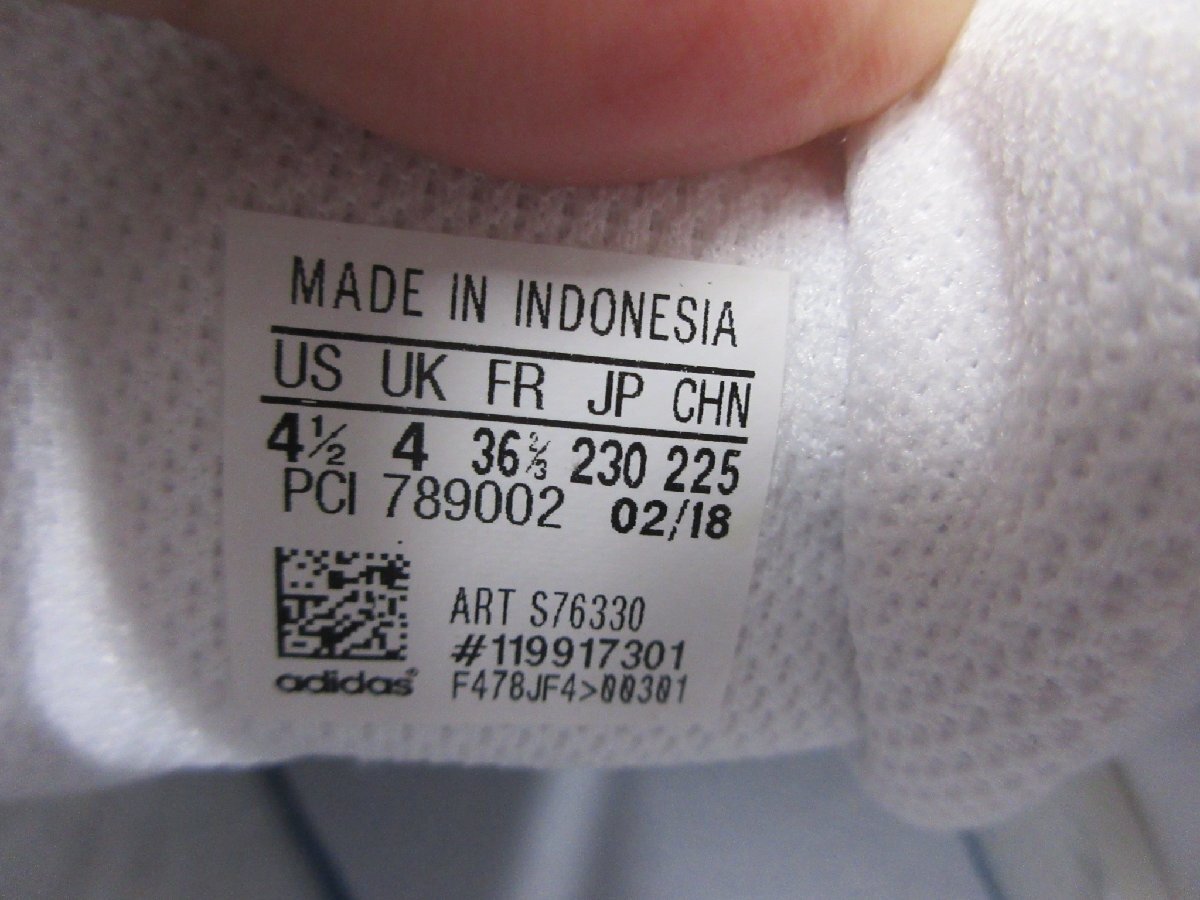 MADE IN INDONESIA
US UK FR JP CHN
4½ 4 36⅔ 230 225
PCI 789002 02/18
ART S76330
#119917301
adidas® F478JF4>00301